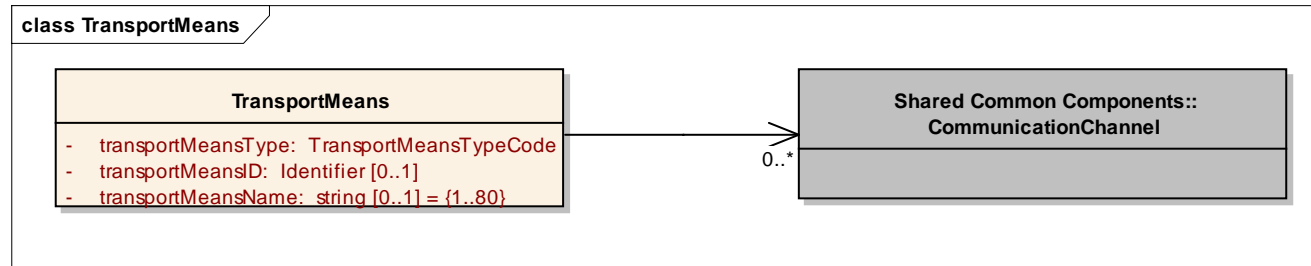 class TransportMeans
TransportMeans
- transportMeansType: TransportMeansTypeCode
- transportMeansID: Identifier [0..1]
- transportMeansName: string [0..1] = {1..80}
0..*
Shared Common Components::
CommunicationChannel